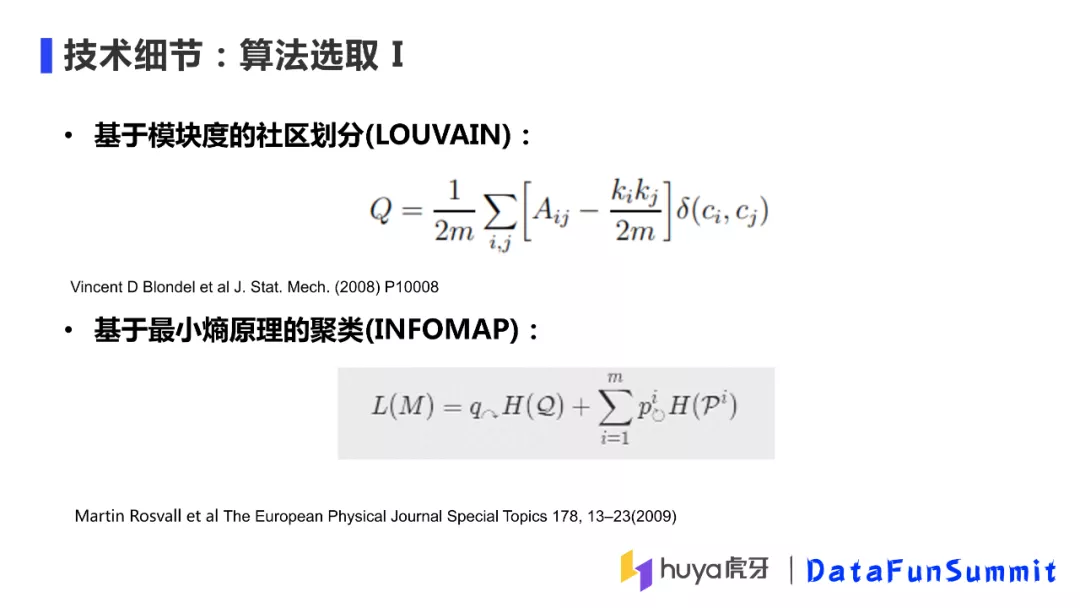 技术细节：算法选取 I
• 基于模块度的社区划分(LOUVAIN)：
Q = \frac{1}{2m} \sum_{i,j} \left[ A_{ij} - \frac{k_i k_j}{2m} \right] \delta(c_i, c_j)
Vincent D Blondel et al J. Stat. Mech. (2008) P10008
• 基于最小熵原理的聚类(INFOMAP)：
L(M) = q_{\curvearrowright} H(\mathcal{Q}) + \sum_{i=1}^{m} p^i_{\circlearrowright} H(\mathcal{P}^i)
Martin Rosvall et al The European Physical Journal Special Topics 178, 13–23(2009)
huya虎牙 | DataFunSummit